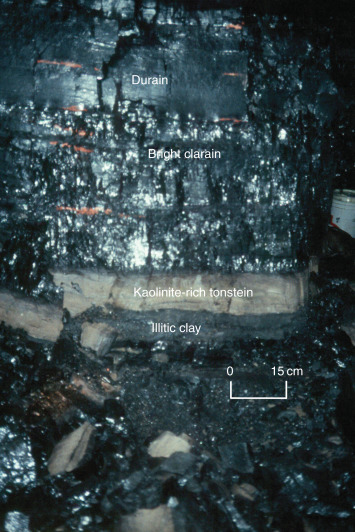 Durain
Bright clarain
Kaolinite-rich tonstein
Illitic clay
0 15 cm